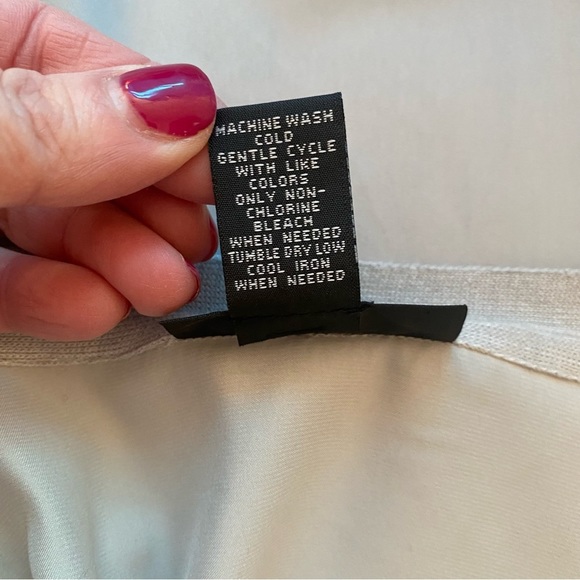 MACHINE WASH
COLD
GENTLE CYCLE
WITH LIKE
COLORS
ONLY NON-
CHLORINE
BLEACH
WHEN NEEDED
TUMBLE DRY LOW
COOL IRON
WHEN NEEDED